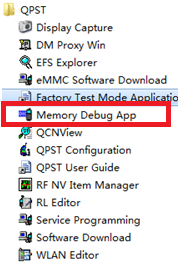 QPST
Display Capture
DM Proxy Win
EFS Explorer
eMMC Software Download
Factory Test Mode Applicatio
Memory Debug App
QCNView
QPST Configuration
QPST User Guide
RF NV Item Manager
RL Editor
Service Programming
Software Download
WLAN Editor